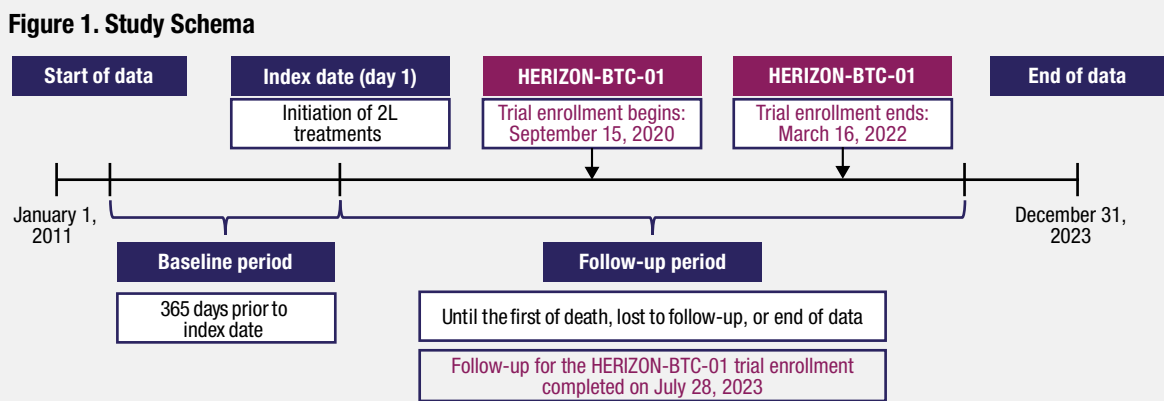 Figure 1. Study Schema
Start of data
Index date (day 1)
Initiation of 2L
treatments
HERIZON-BTC-01
Trial enrollment begins:
September 15, 2020
HERIZON-BTC-01
Trial enrollment ends:
March 16, 2022
End of data
January 1,
2011
December 31,
2023
Baseline period
365 days prior to
index date
Follow-up period
Until the first of death, lost to follow-up, or end of data
Follow-up for the HERIZON-BTC-01 trial enrollment
completed on July 28, 2023